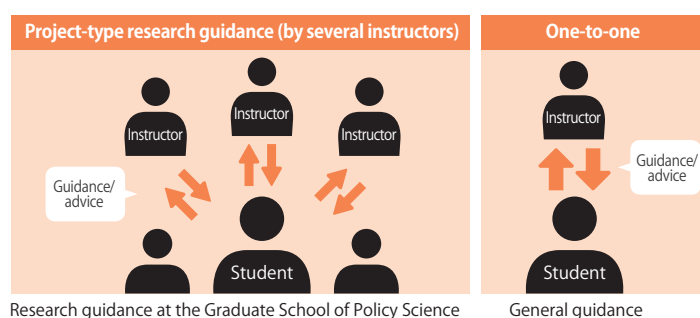 Project-type research guidance (by several instructors)
Instructor
Instructor
Instructor
Guidance/
advice
Student
Research guidance at the Graduate School of Policy Science
One-to-one
Instructor
Guidance/
advice
Student
General guidance